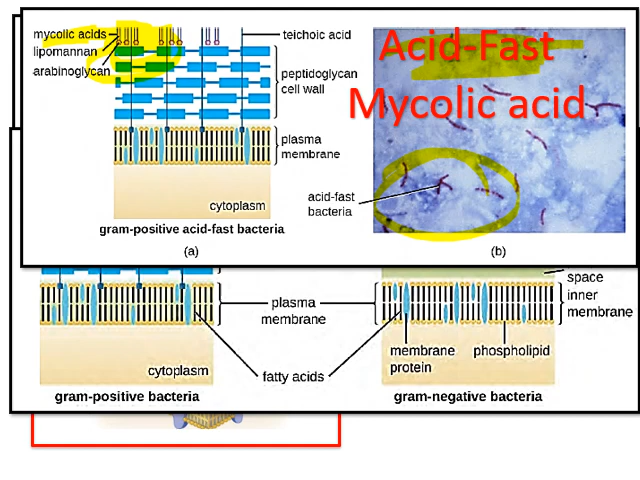 mycolic acids
lipomannan
arabinoglycan
teichoic acid
peptidoglycan
cell wall
plasma
membrane
cytoplasm
gram-positive acid-fast bacteria
(a)
Acid-Fast
Mycolic acid
acid-fast
bacteria
(b)
plasma
membrane
space
inner
membrane
cytoplasm
fatty acids
membrane
protein
phospholipid
gram-positive bacteria
gram-negative bacteria